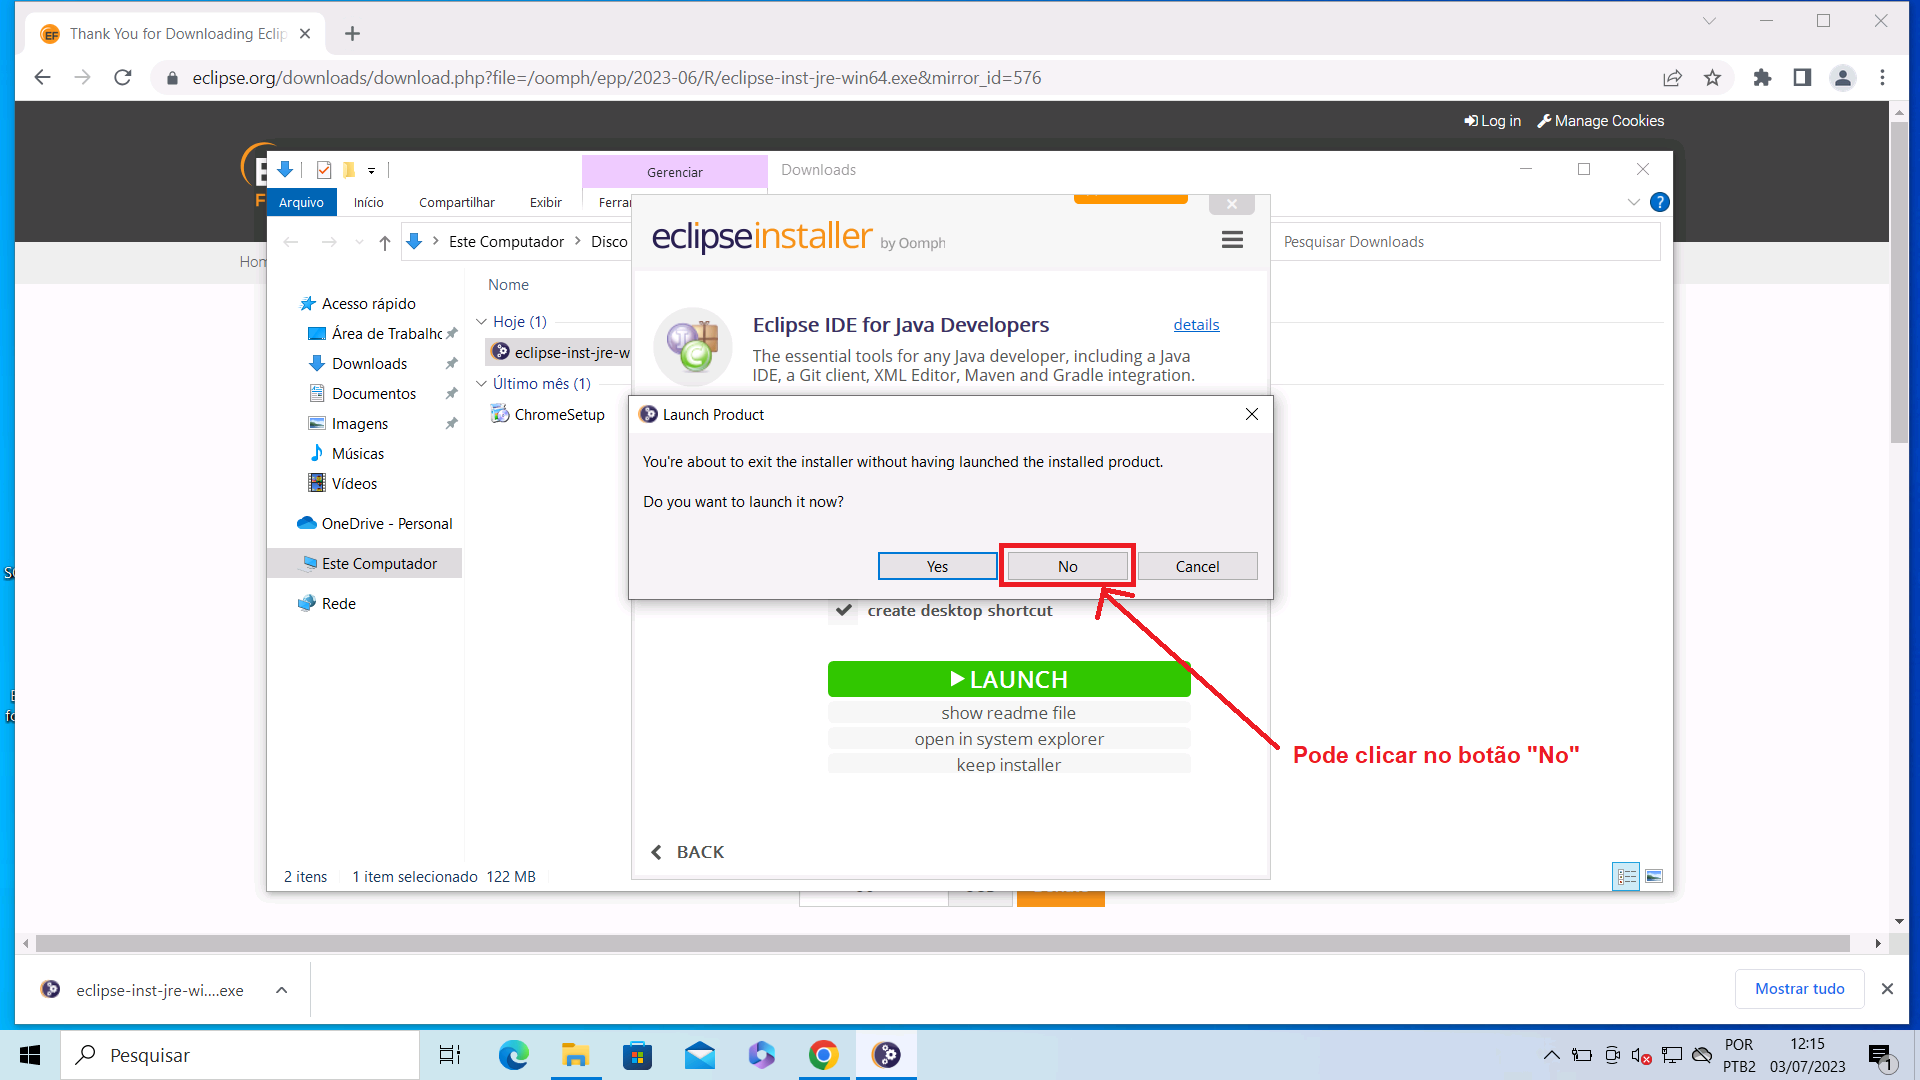 Thank You for Downloading Eclip
eclipse.org/downloads/download.php?file=/oomph/epp/2023-06/R/eclipse-inst-jre-win64.exe&mirror_id=576
Log in
Manage Cookies
Gerenciar
Downloads
Arquivo
Início
Compartilhar
Exibir
Ferra
Este Computador
Disco
Pesquisar Downloads
Hom
eclipseinstaller by Oomph
Nome
Acesso rápido
Área de Trabalho
Downloads
Documentos
Imagens
Músicas
Vídeos
OneDrive - Personal
Este Computador
Rede
Hoje (1)
eclipse-inst-jre-w
Último mês (1)
ChromeSetup
Eclipse IDE for Java Developers
details
The essential tools for any Java developer, including a Java
IDE, a Git client, XML Editor, Maven and Gradle integration.
Launch Product
You're about to exit the installer without having launched the installed product.
Do you want to launch it now?
Yes
No
Cancel
create desktop shortcut
LAUNCH
show readme file
open in system explorer
keep installer
BACK
Pode clicar no botão "No"
2 itens
1 item selecionado 122 MB
eclipse-inst-jre-wi....exe
Mostrar tudo
Pesquisar
POR
PTB2
12:15
03/07/2023
1